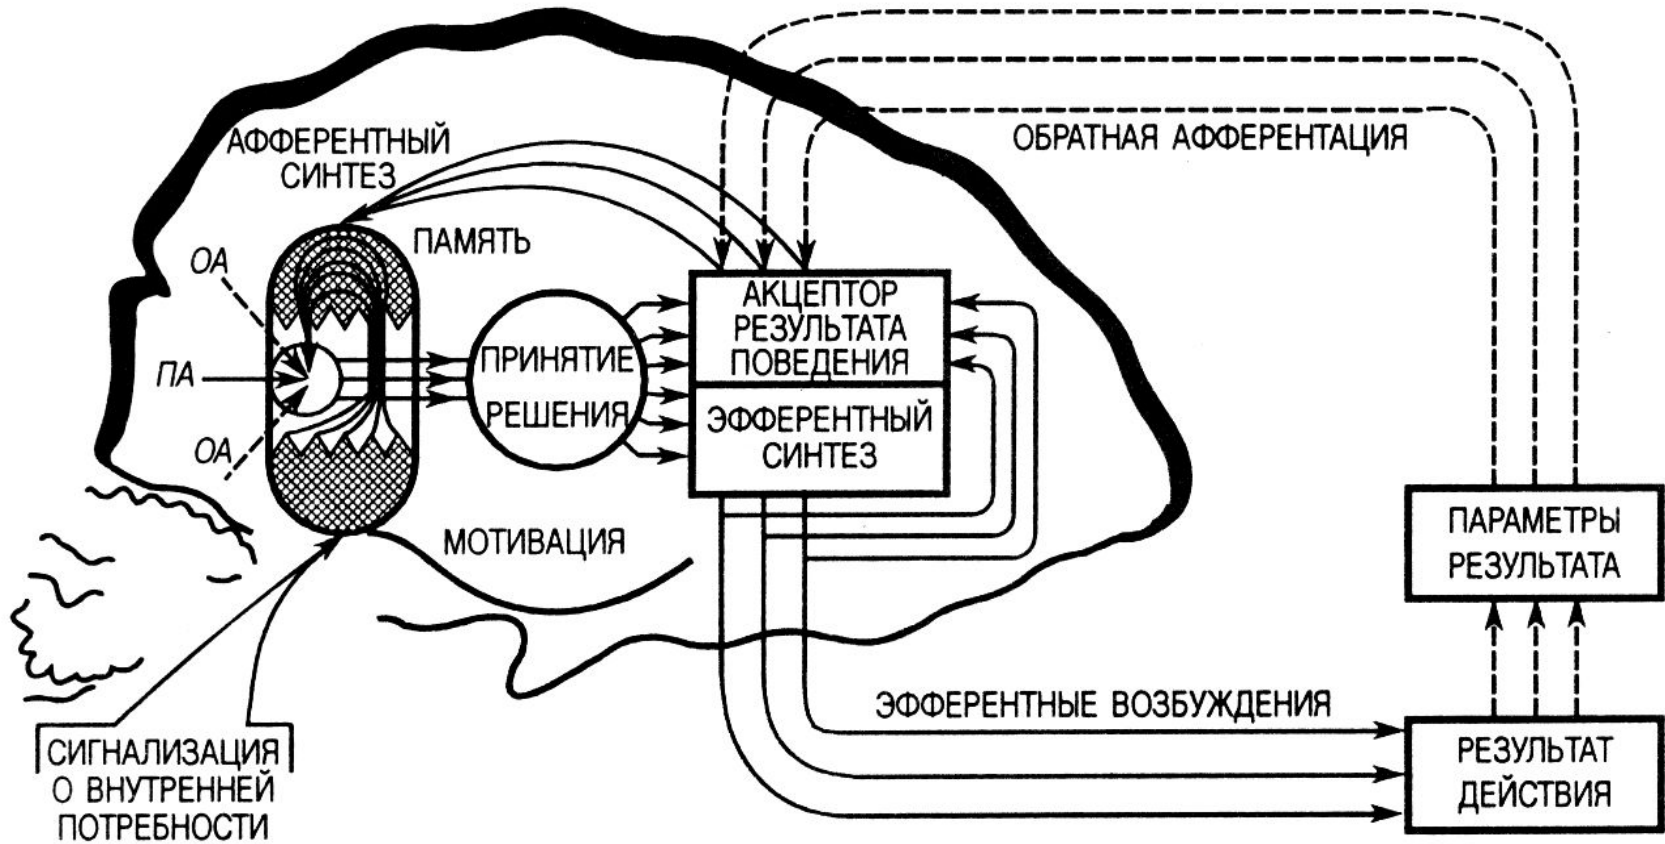 АФФЕРЕНТНЫЙ
СИНТЕЗ
ОБРАТНАЯ АФФЕРЕНТАЦИЯ
ПАМЯТЬ
ОА
ПА
ОА
ПРИНЯТИЕ
РЕШЕНИЯ
АКЦЕПТОР
РЕЗУЛЬТАТА
ПОВЕДЕНИЯ
ЭФФЕРЕНТНЫЙ
СИНТЕЗ
МОТИВАЦИЯ
ПАРАМЕТРЫ
РЕЗУЛЬТАТА
ЭФФЕРЕНТНЫЕ ВОЗБУЖДЕНИЯ
РЕЗУЛЬТАТ
ДЕЙСТВИЯ
СИГНАЛИЗАЦИЯ
О ВНУТРЕННЕЙ
ПОТРЕБНОСТИ